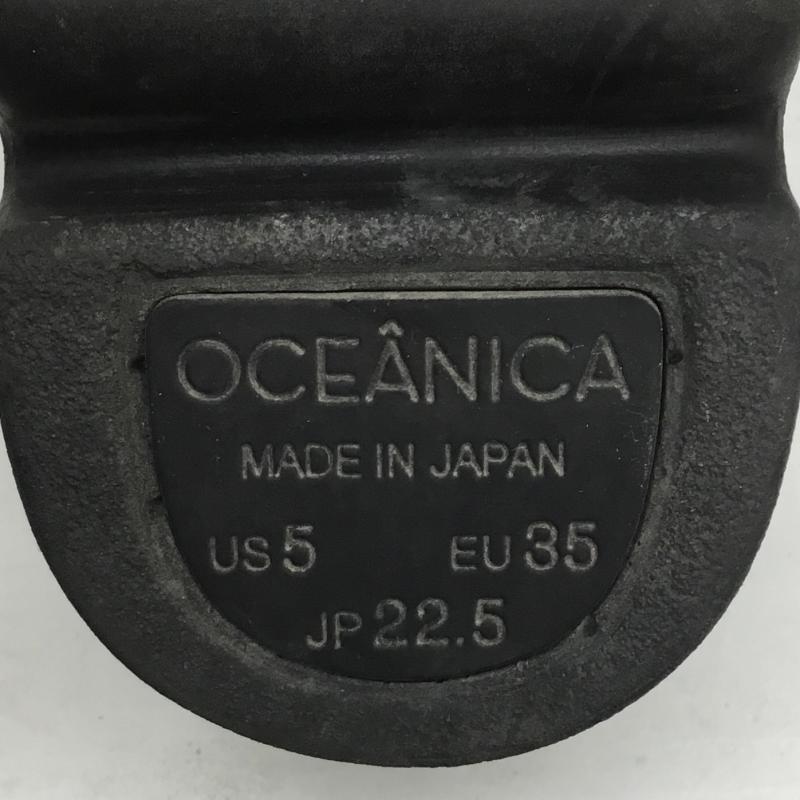 OCEÂNICA
MADE IN JAPAN
US 5 EU 35
JP 22.5